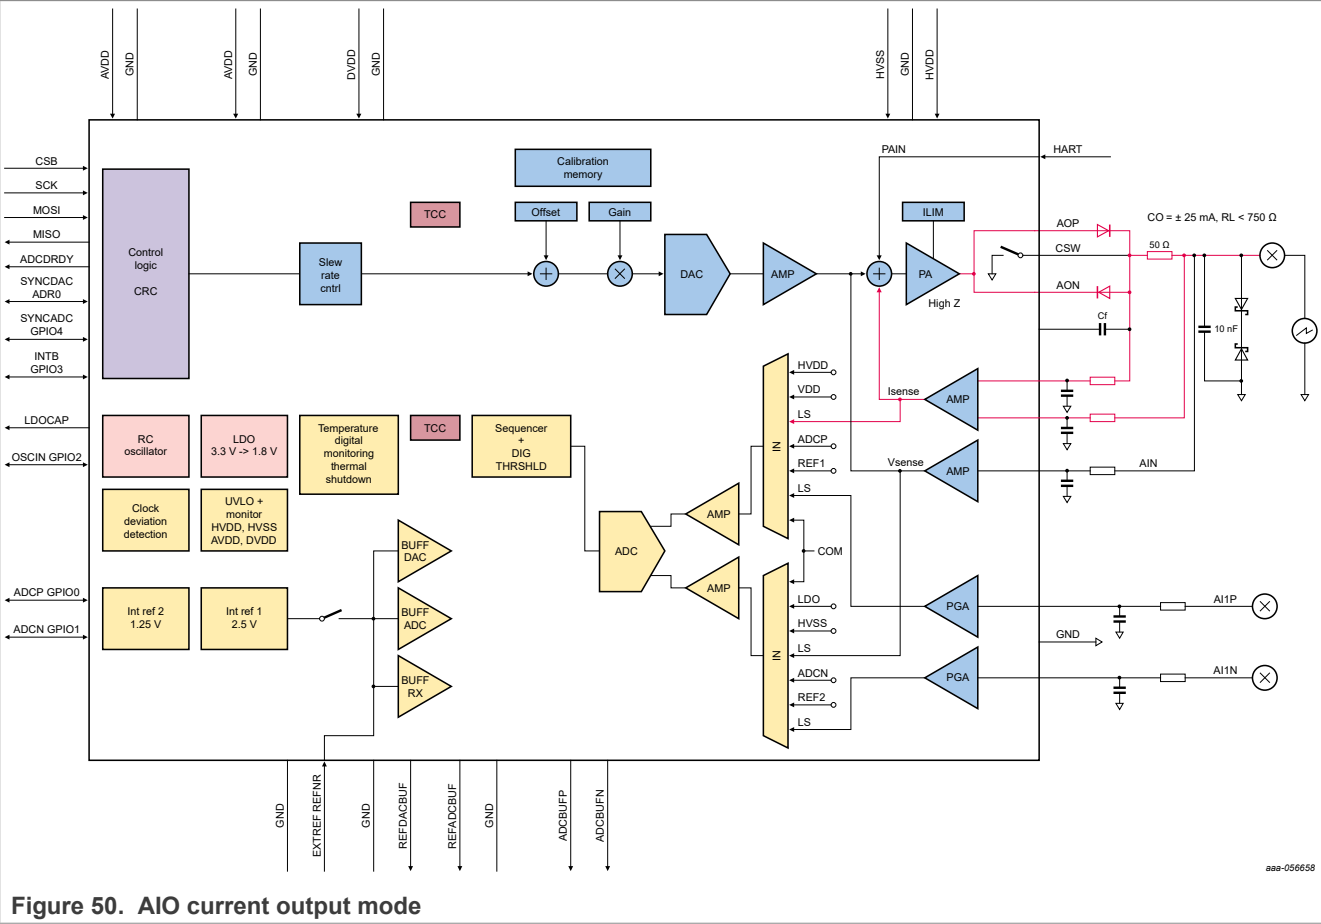 AVDD
GND
AVDD
GND
DVDD
GND
HVSS
GND
HVDD
CSB
SCK
MOSI
MISO
ADCDRDY
SYNCDAC
ADR0
SYNCADC
GPIO4
INTB
GPIO3
LDOCAP
OSCIN GPIO2
ADCP GPIO0
ADCN GPIO1
Control
logic
CRC
Slew
rate
cntrl
TCC
Calibration
memory
Offset
Gain
+
×
DAC
AMP
+
PAIN
ILIM
PA
High Z
HART
AOP
CSW
AON
Cf
CO = ± 25 mA, RL < 750 Ω
50 Ω
10 nF
RC
oscillator
LDO
3.3 V -> 1.8 V
Temperature
digital
monitoring
thermal
shutdown
TCC
Sequencer
+
DIG
THRSHLD
Clock
deviation
detection
UVLO +
monitor
HVDD, HVSS
AVDD, DVDD
Int ref 2
1.25 V
Int ref 1
2.5 V
BUFF
DAC
BUFF
ADC
BUFF
RX
ADC
AMP
AMP
IN
HVDD
VDD
LS
ADCP
REF1
LS
COM
IN
LDO
HVSS
LS
ADCN
REF2
LS
Isense
AMP
Vsense
AMP
AIN
PGA
AI1P
GND
PGA
AI1N
GND
EXTREF REFNR
GND
REFDACBUF
REFADCBUF
GND
ADCBUFP
ADCBUFN
aaa-056658
Figure 50. AIO current output mode